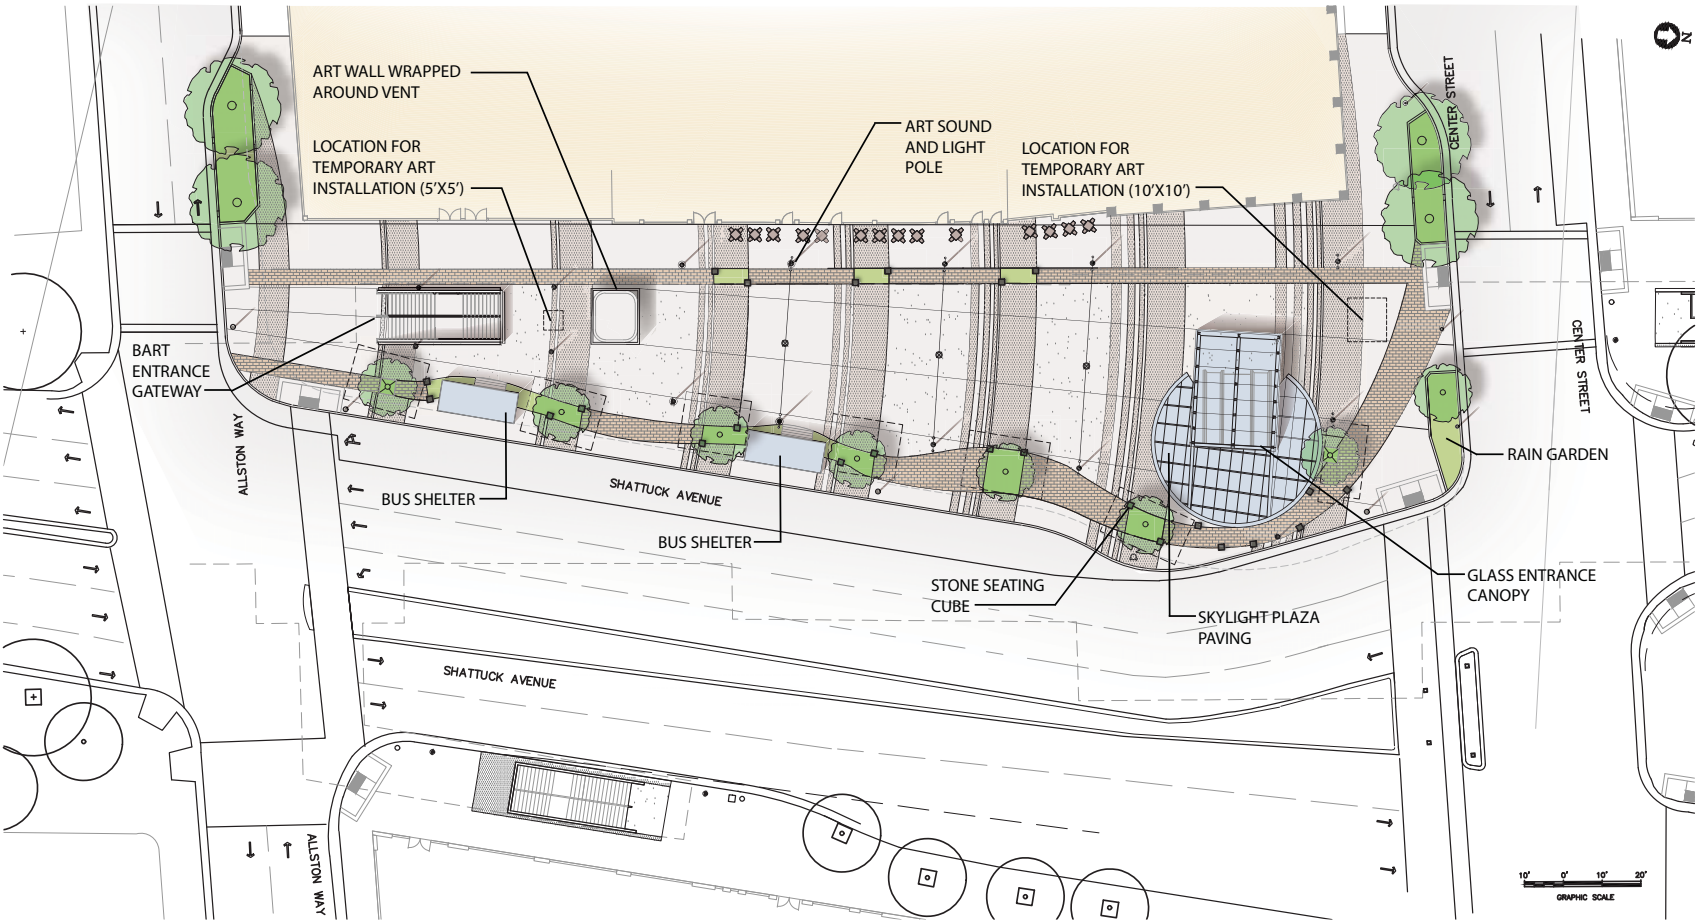 N
ART WALL WRAPPED
AROUND VENT
LOCATION FOR
TEMPORARY ART
INSTALLATION (5'X5')
ART SOUND
AND LIGHT
POLE
LOCATION FOR
TEMPORARY ART
INSTALLATION (10'X10')
CENTER STREET
CENTER STREET
BART
ENTRANCE
GATEWAY
ALLSTON WAY
BUS SHELTER
SHATTUCK AVENUE
BUS SHELTER
RAIN GARDEN
STONE SEATING
CUBE
GLASS ENTRANCE
CANOPY
SKYLIGHT PLAZA
PAVING
SHATTUCK AVENUE
ALLSTON WAY
10' 0' 10' 20'
GRAPHIC SCALE